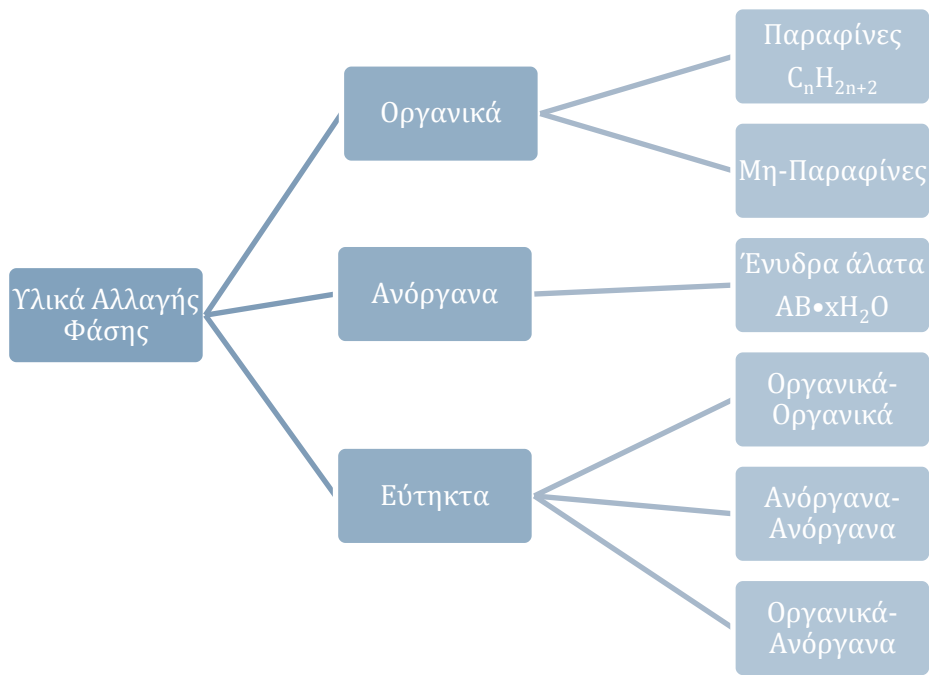 Υλικά Αλλαγής
Φάσης
Οργανικά
Παραφίνες
CₙH₂ₙ₊₂
Μη-Παραφίνες
Ανόργανα
Ένυδρα άλατα
AB•xH₂O
Εύτηκτα
Οργανικά-
Οργανικά
Ανόργανα-
Ανόργανα
Οργανικά-
Ανόργανα